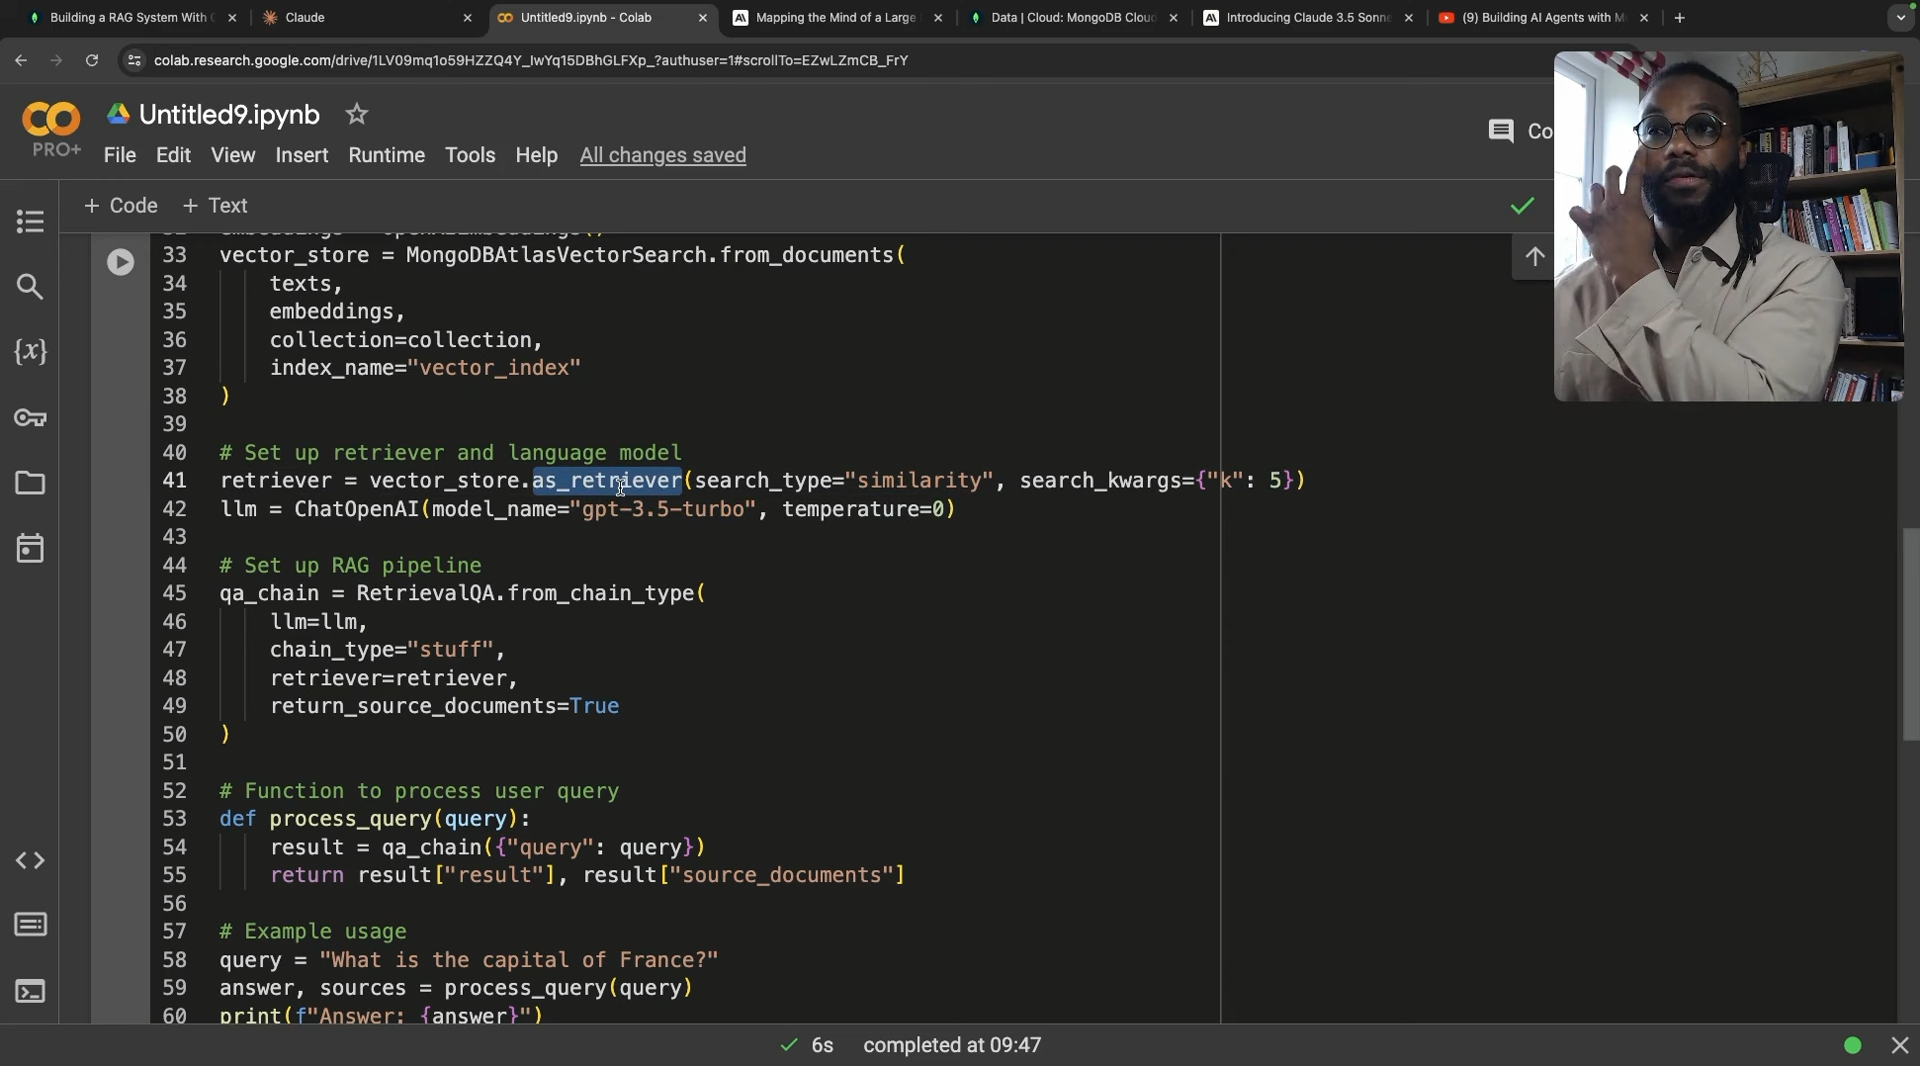 Building a RAG System With
Claude
Untitled9.ipynb - Colab
Mapping the Mind of a Large
Data | Cloud: MongoDB Cloud
Introducing Claude 3.5 Sonne
(9) Building AI Agents with M
colab.research.google.com/drive/1LV09mq1o59HZZQ4Y_IwYq15DBhGLFXp_?authuser=1#scrollTo=EZwLZmCB_FrY
CO
PRO+
Untitled9.ipynb
File Edit View Insert Runtime Tools Help All changes saved
Co
+ Code + Text
33 vector_store = MongoDBAtlasVectorSearch.from_documents(
34 texts,
35 embeddings,
36 collection=collection,
37 index_name="vector_index"
38 )
39
40 # Set up retriever and language model
41 retriever = vector_store.as_retriever(search_type="similarity", search_kwargs={"k": 5})
42 llm = ChatOpenAI(model_name="gpt-3.5-turbo", temperature=0)
43
44 # Set up RAG pipeline
45 qa_chain = RetrievalQA.from_chain_type(
46 llm=llm,
47 chain_type="stuff",
48 retriever=retriever,
49 return_source_documents=True
50 )
51
52 # Function to process user query
53 def process_query(query):
54 result = qa_chain({"query": query})
55 return result["result"], result["source_documents"]
56
57 # Example usage
58 query = "What is the capital of France?"
59 answer, sources = process_query(query)
60 print(f"Answer: {answer}")
6s completed at 09:47